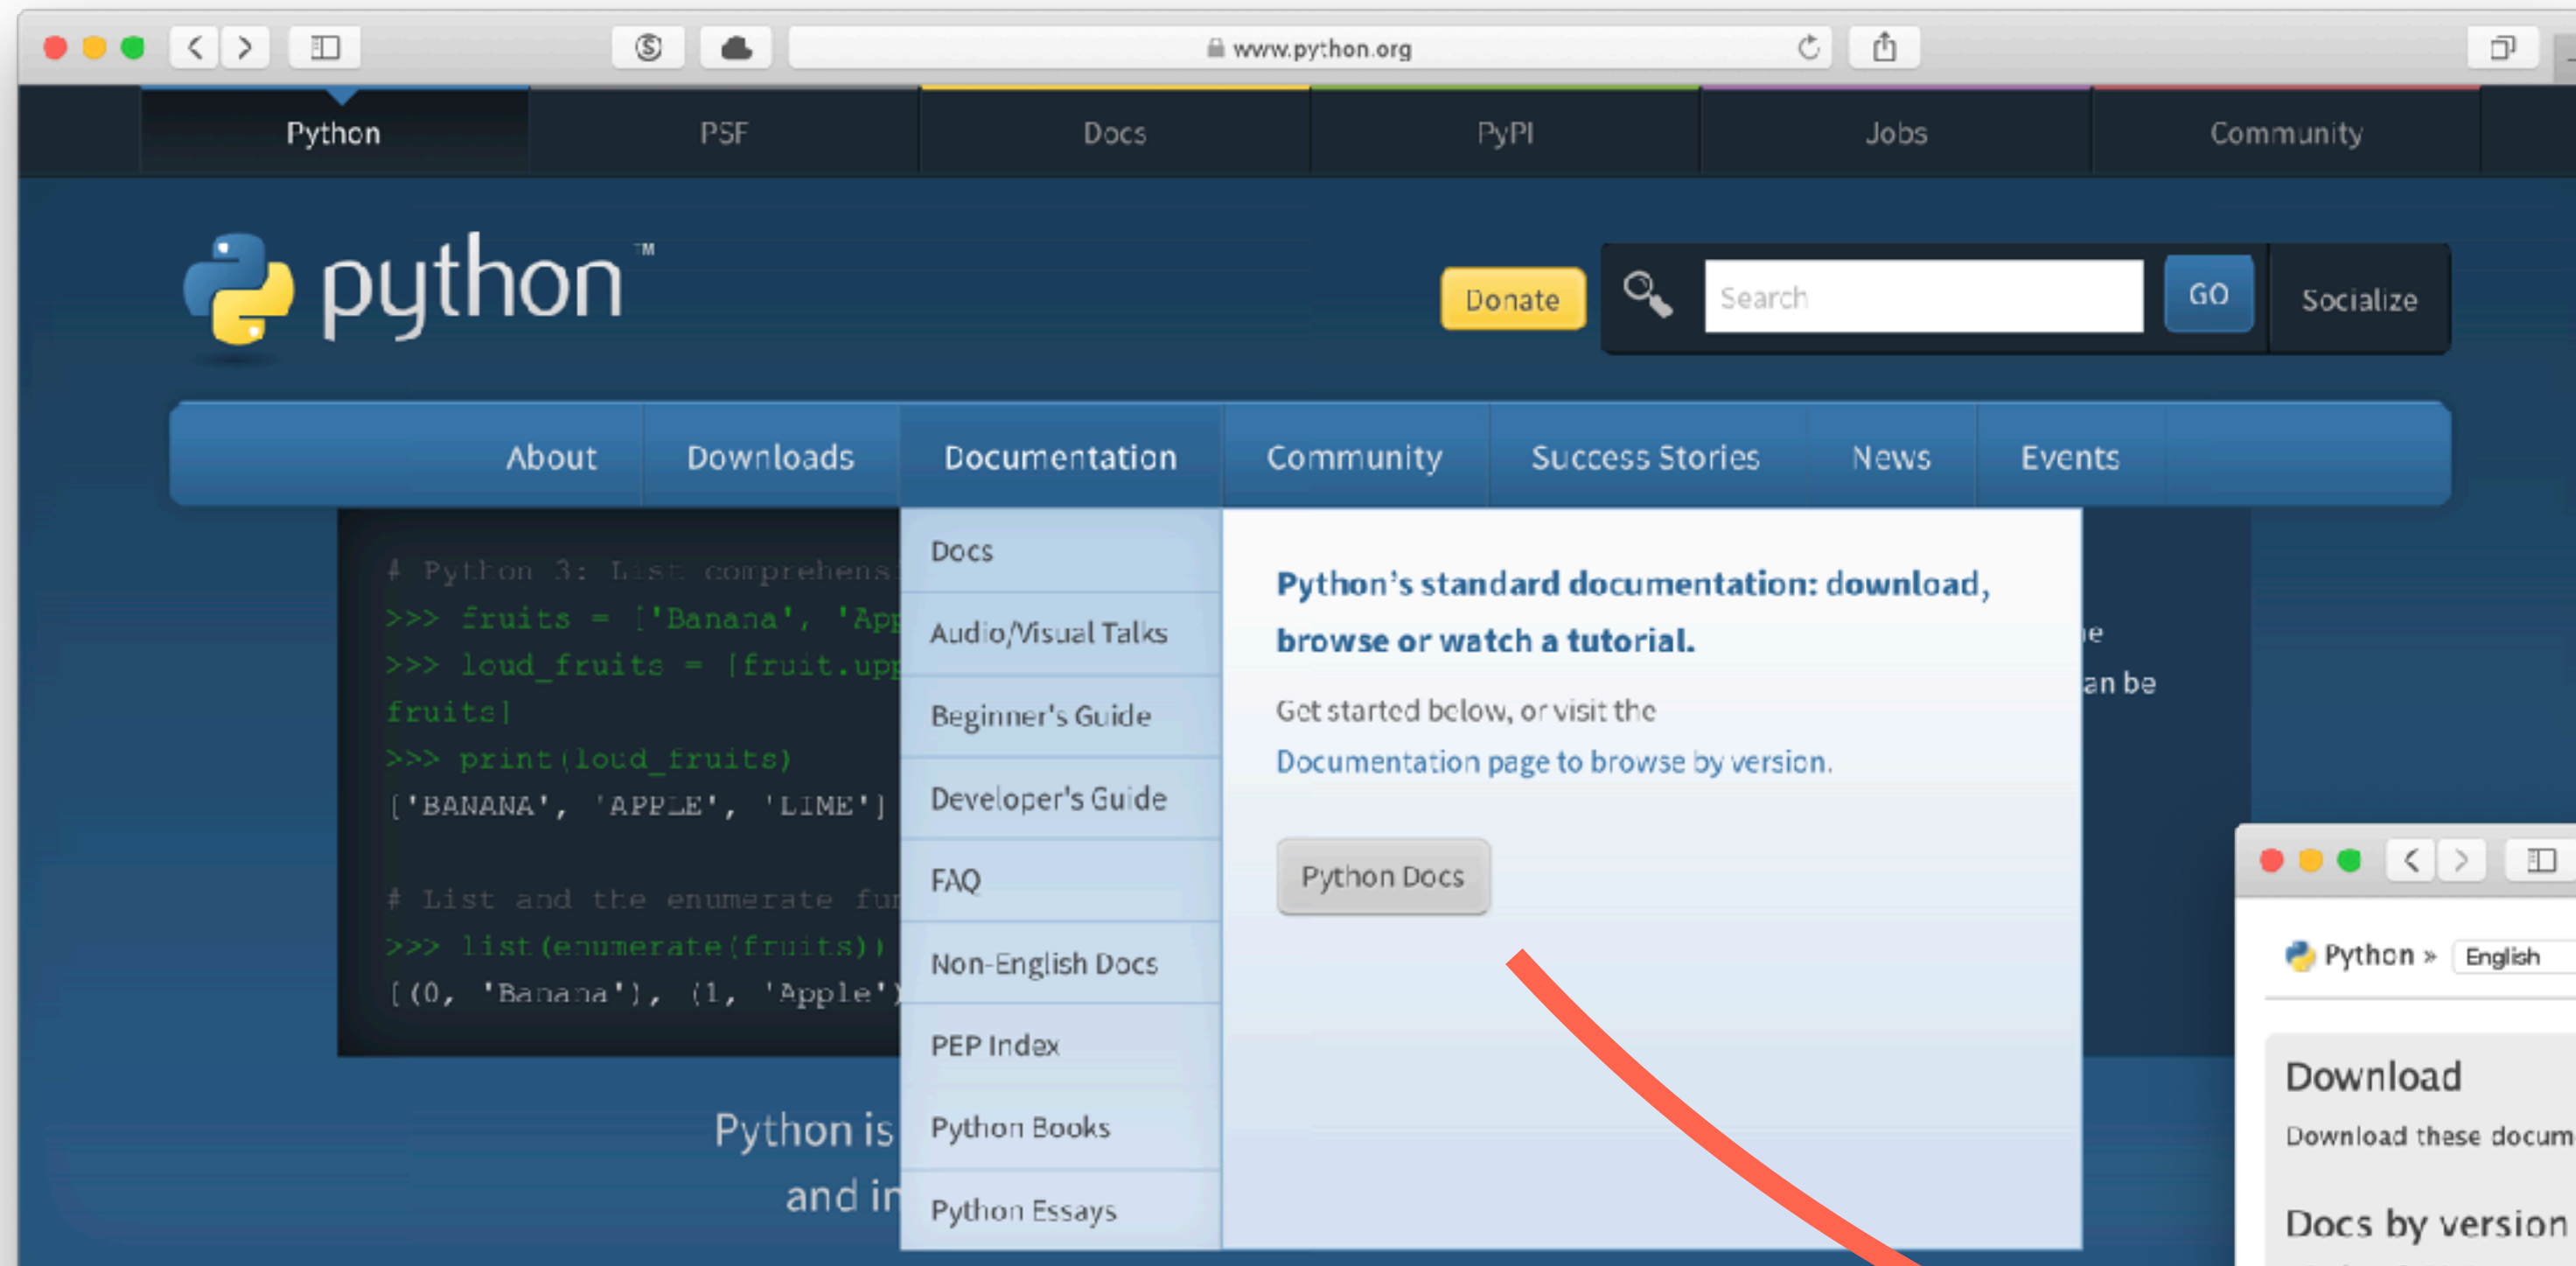 www.python.org
Python
PSF
Docs
PyPI
Jobs
Community
python™
Donate
Search
GO
Socialize
About
Downloads
Documentation
Community
Success Stories
News
Events
# Python 3: List comprehensi
>>> fruits = ['Banana', 'App
>>> loud_fruits = [fruit.upp
fruits]
>>> print(loud_fruits)
['BANANA', 'APPLE', 'LIME']
# List and the enumerate fun
>>> list(enumerate(fruits))
[(0, 'Banana'), (1, 'Apple')
Docs
Audio/Visual Talks
Beginner's Guide
Developer's Guide
FAQ
Non-English Docs
PEP Index
Python Books
Python Essays
Python’s standard documentation: download,
browse or watch a tutorial.
Get started below, or visit the
Documentation page to browse by version.
Python Docs
an be
Python is
and in
Python » English
Download
Download these docum
Docs by version